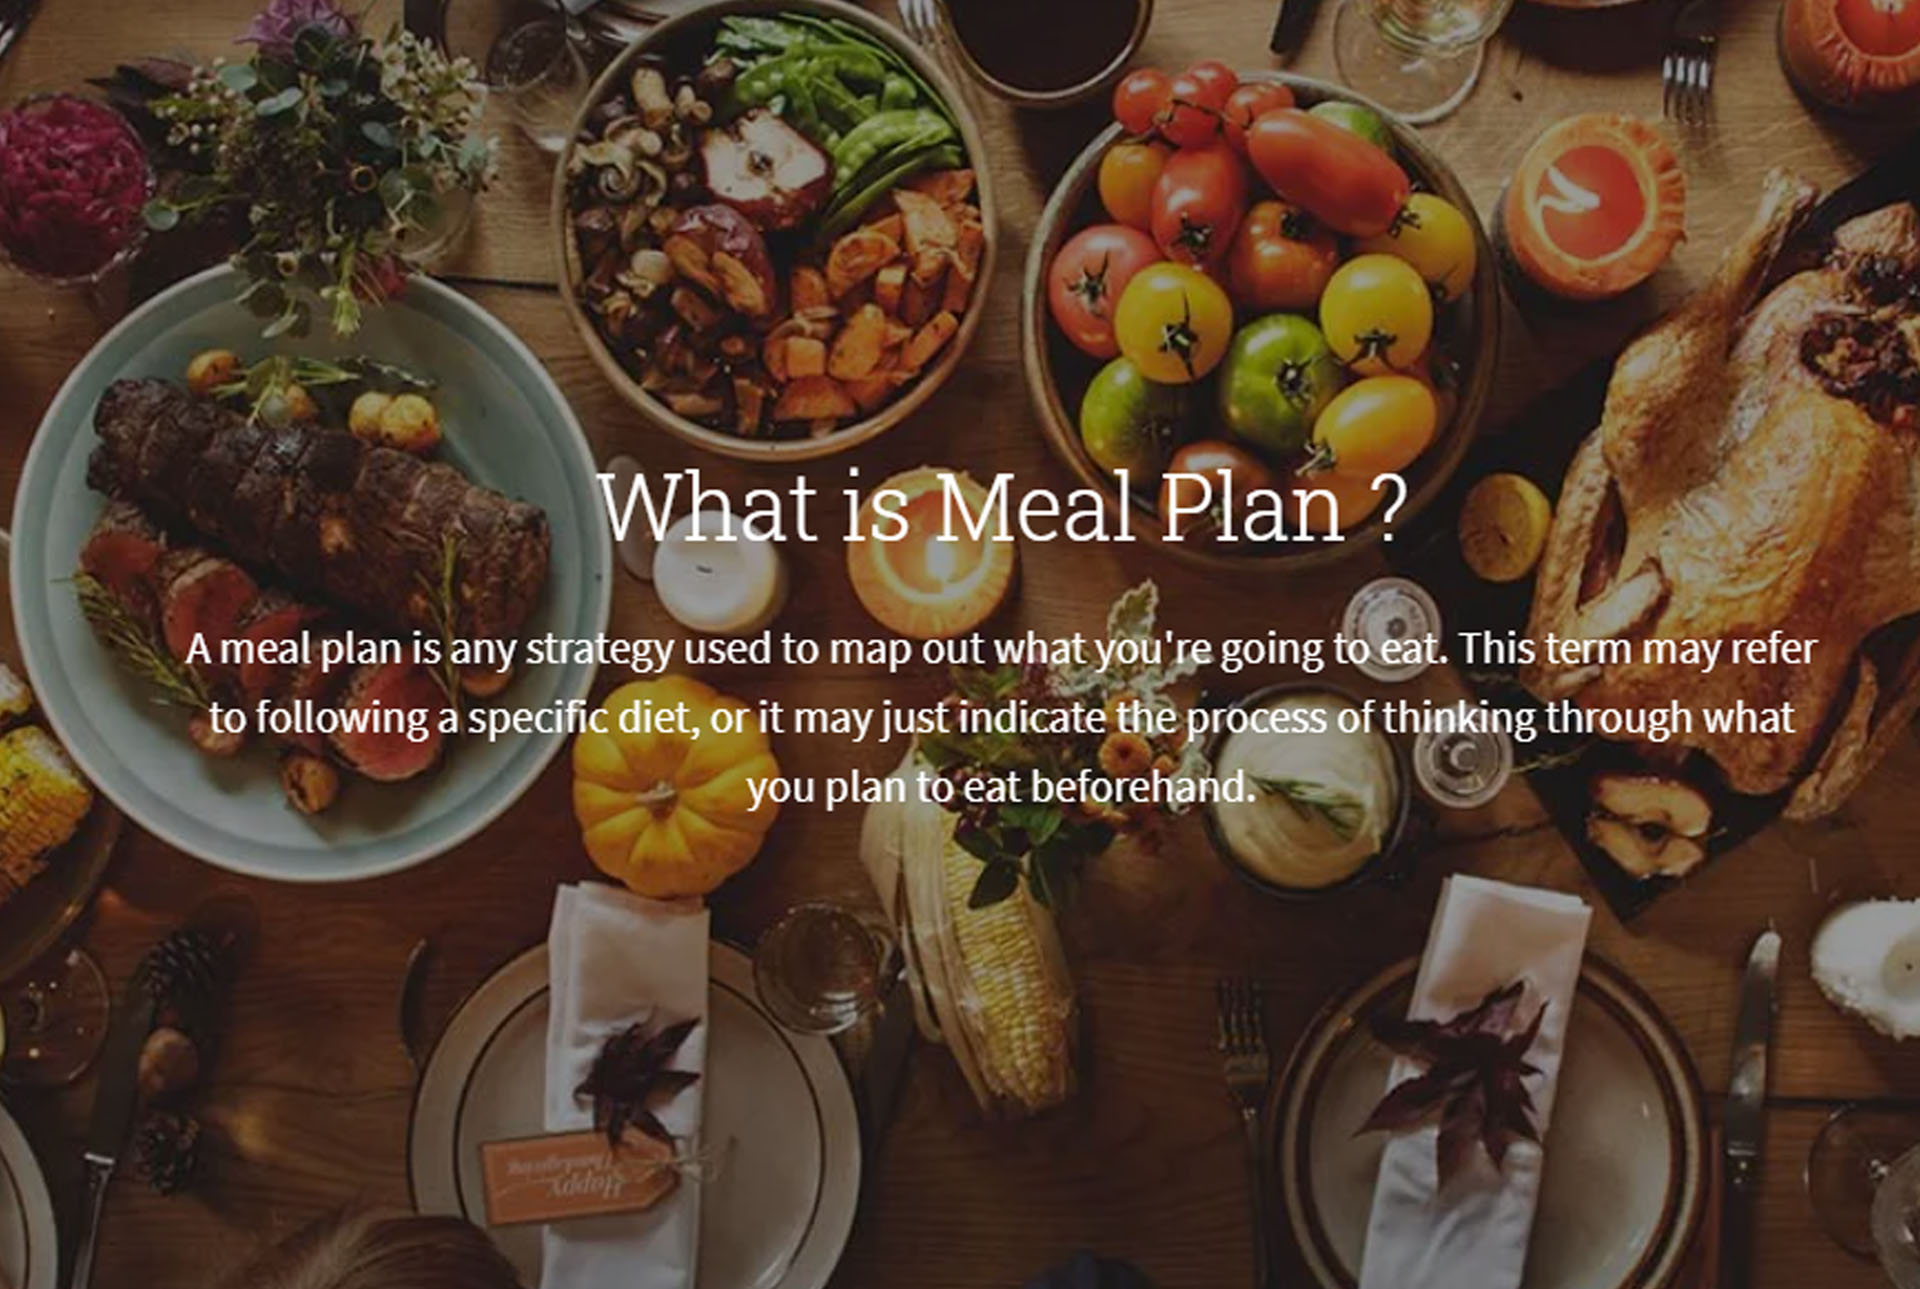 What is Meal Plan ?
A meal plan is any strategy used to map out what you're going to eat. This term may refer
to following a specific diet, or it may just indicate the process of thinking through what
you plan to eat beforehand.
Happy
Thanksgiving